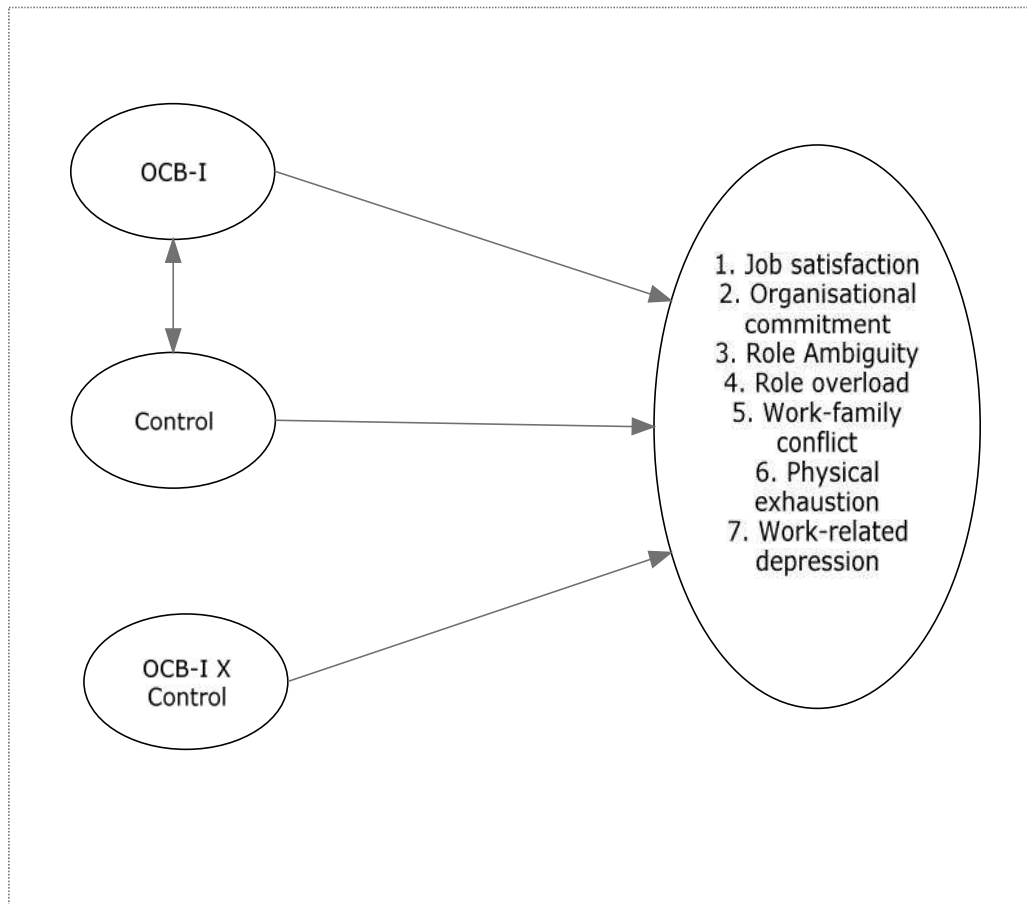 OCB-I
Control
OCB-I X
Control
1. Job satisfaction
2. Organisational
commitment
3. Role Ambiguity
4. Role overload
5. Work-family
conflict
6. Physical
exhaustion
7. Work-related
depression